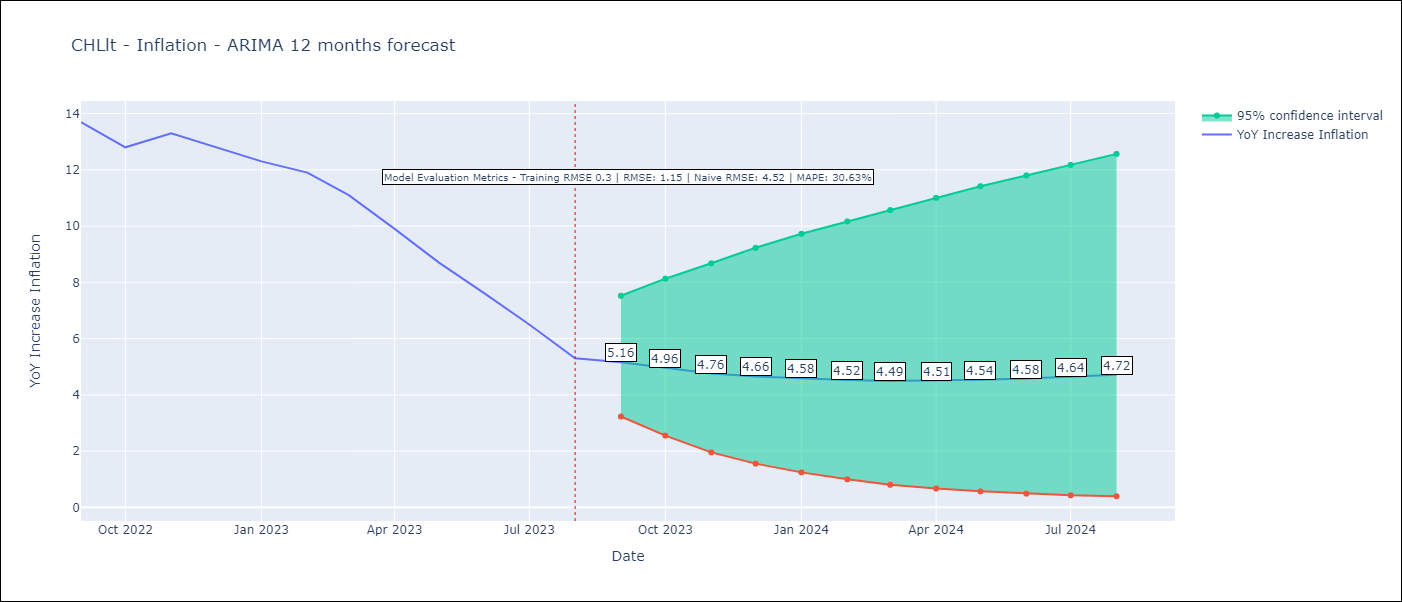 CHLlt - Inflation - ARIMA 12 months forecast
95% confidence interval
YoY Increase Inflation
Model Evaluation Metrics - Training RMSE 0.3 | RMSE: 1.15 | Naive RMSE: 4.52 | MAPE: 30.63%
YoY Increase Inflation
14
12
10
8
6
4
2
0
5.16
4.96
4.76
4.66
4.58
4.52
4.49
4.51
4.54
4.58
4.64
4.72
Oct 2022
Jan 2023
Apr 2023
Jul 2023
Oct 2023
Jan 2024
Apr 2024
Jul 2024
Date